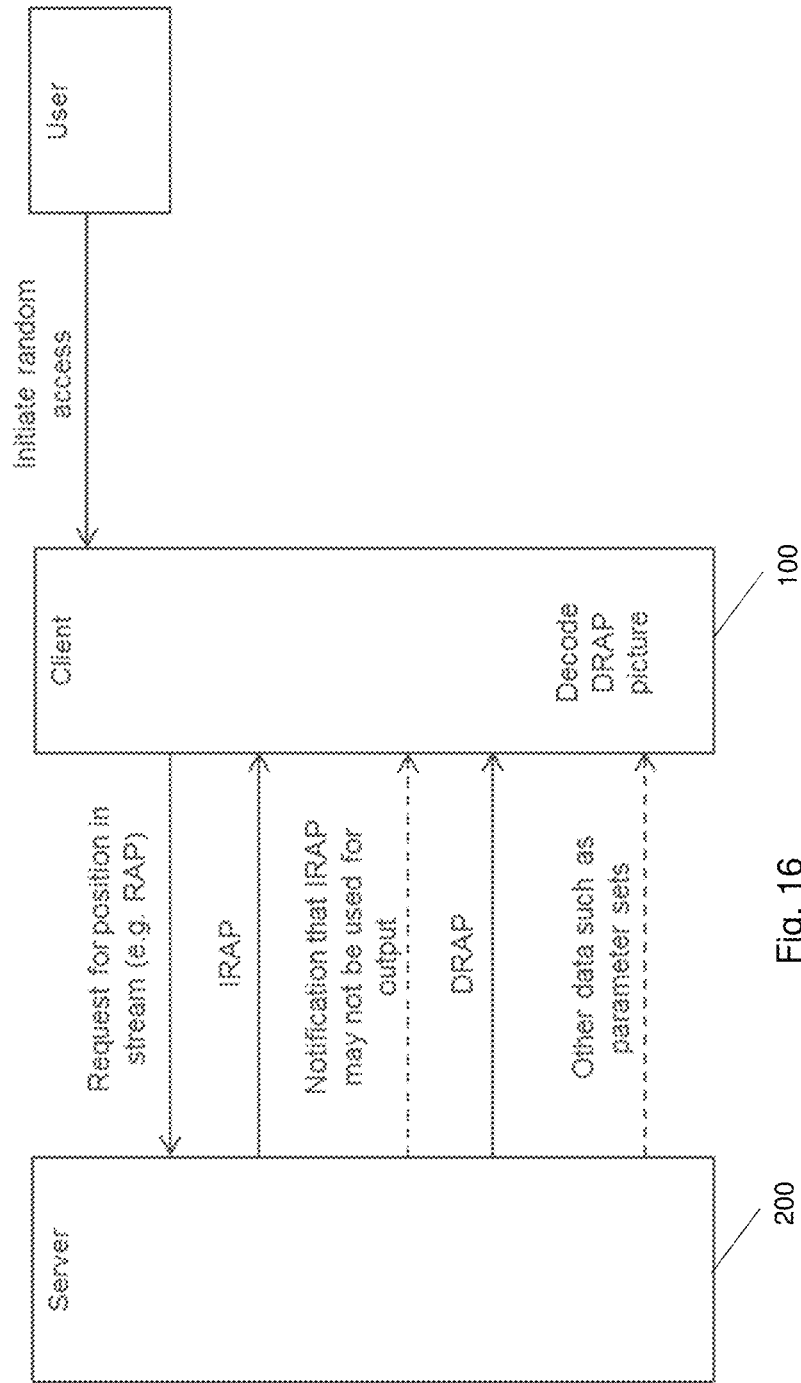 Server
Client
User
Initiate random
access
Request for position in
stream (e.g. RAP)
IRAP
Notification that IRAP
may not be used for
output
DRAP
Decode
DRAP
picture
Other data such as
parameter sets
200
100
Fig. 16